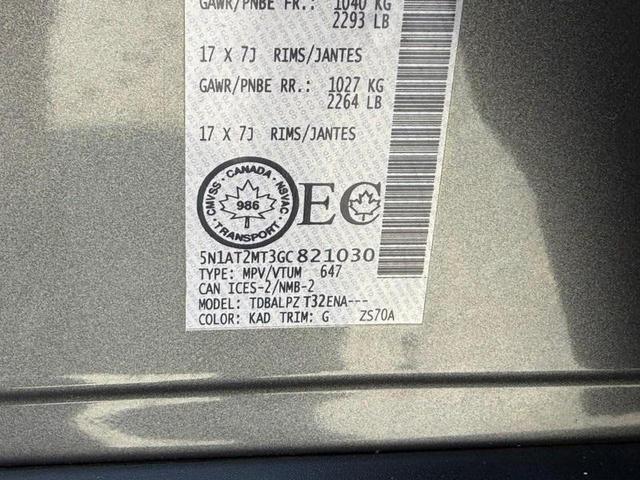 GAWR/PNBE FR.: 1040 KG
2293 LB
17 X 7J RIMS/JANTES
GAWR/PNBE RR.: 1027 KG
2264 LB
17 X 7J RIMS/JANTES
CMVSS · CANADA · NSVAC · TRANSPORT ·
986
EC
5N1AT2MT3GC821030
TYPE: MPV/VTUM 647
CAN ICES-2/NMB-2
MODEL: TDBALPZ T32ENA---
COLOR: KAD TRIM: G ZS70A